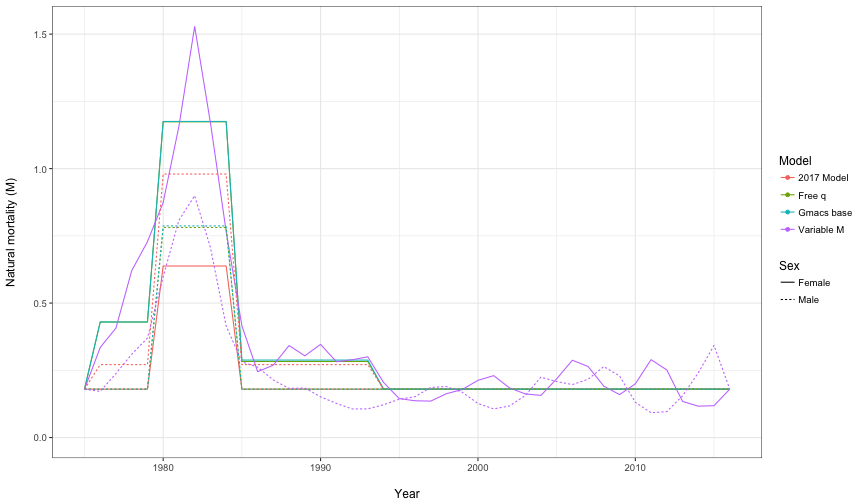 Natural mortality (M)
1.5
1.0
0.5
0.0
1980
1990
2000
2010
Year
Model
2017 Model
Free q
Gmacs base
Variable M
Sex
Female
Male